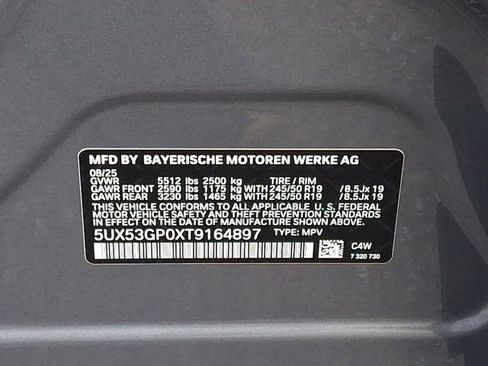 MFD BY BAYERISCHE MOTOREN WERKE AG
08/25
GVWR 5512 lbs 2500 kg TIRE / RIM
GAWR FRONT 2590 lbs 1175 kg WITH 245/50 R19 / 8.5Jx 19
GAWR REAR 3230 lbs 1465 kg WITH 245/50 R19 / 8.5Jx 19
THIS VEHICLE CONFORMS TO ALL APPLICABLE U.S. FEDERAL
MOTOR VEHICLE SAFETY AND THEFT PREVENTION STANDARDS
IN EFFECT ON THE DATE OF MANUFACTURE SHOWN ABOVE.
5UX53GP0XT9164897 TYPE: MPV
C4W
7 320 730